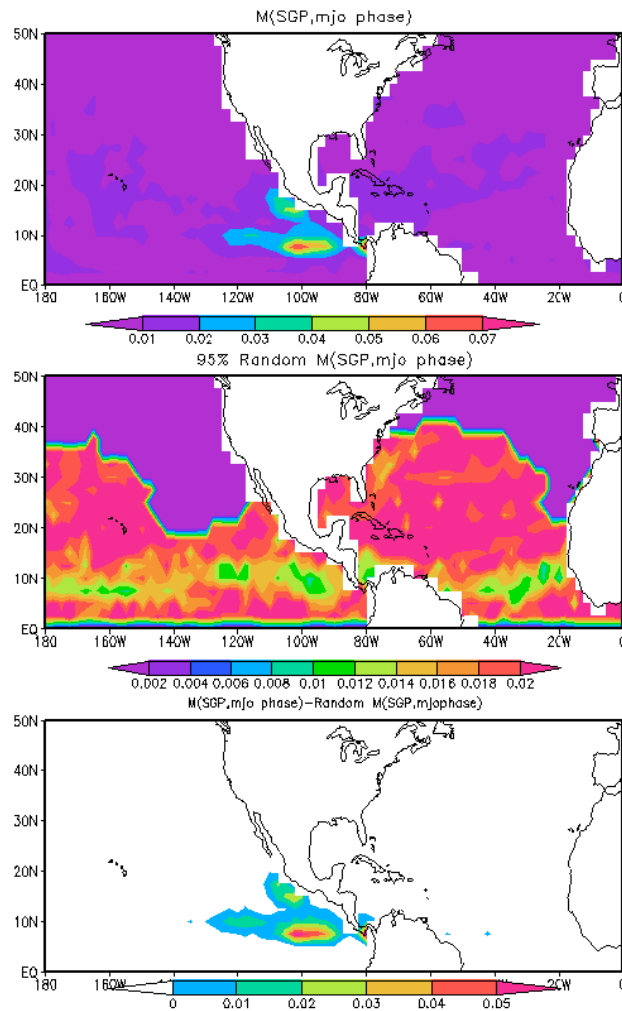 M(SGP,mjo phase)
50N
40N
30N
20N
10N
EQ
180 160W 140W 120W 100W 80W 60W 40W 20W 0
0.01 0.02 0.03 0.04 0.05 0.06 0.07
95% Random M(SGP,mjo phase)
50N
40N
30N
20N
10N
EQ
180 160W 140W 120W 100W 80W 60W 40W 20W 0
0.002 0.004 0.006 0.008 0.01 0.012 0.014 0.016 0.018 0.02
M(SGP,mjo phase)-Random M(SGP,mjophase)
50N
40N
30N
20N
10N
EQ
180 160W 140W 120W 100W 80W 60W 40W 20W 0
0 0.01 0.02 0.03 0.04 0.05